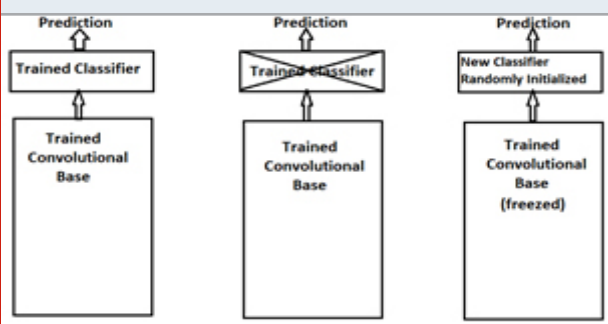 Prediction
Trained Classifier
Trained
Convolutional
Base
Prediction
Trained Classifier
Trained
Convolutional
Base
Prediction
New Classifier
Randomly Initialized
Trained
Convolutional
Base
(freezed)